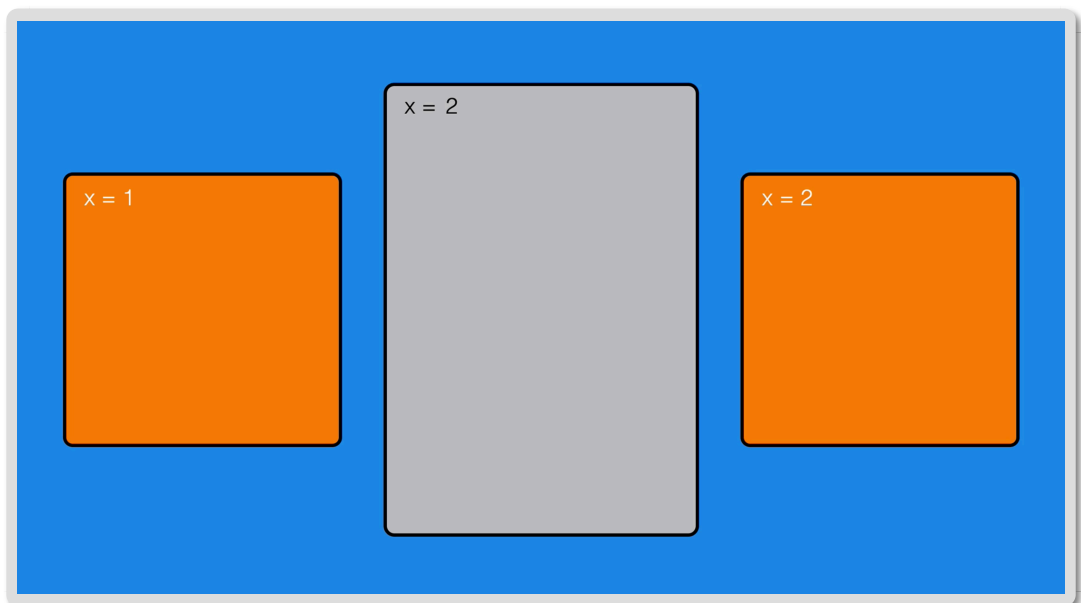 x = 1
x = 2
x = 2